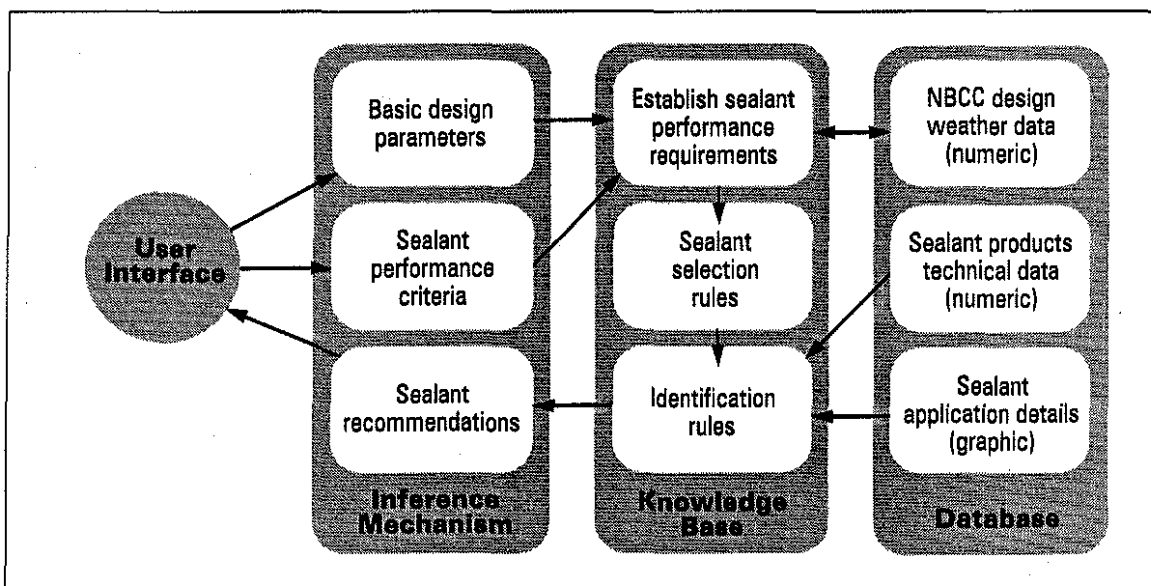 User
Interface
Basic design
parameters
Sealant
performance
criteria
Sealant
recommendations
Inference
Mechanism
Establish sealant
performance
requirements
Sealant
selection
rules
Identification
rules
Knowledge
Base
NBCC design
weather data
(numeric)
Sealant products
technical data
(numeric)
Sealant
application details
(graphic)
Database